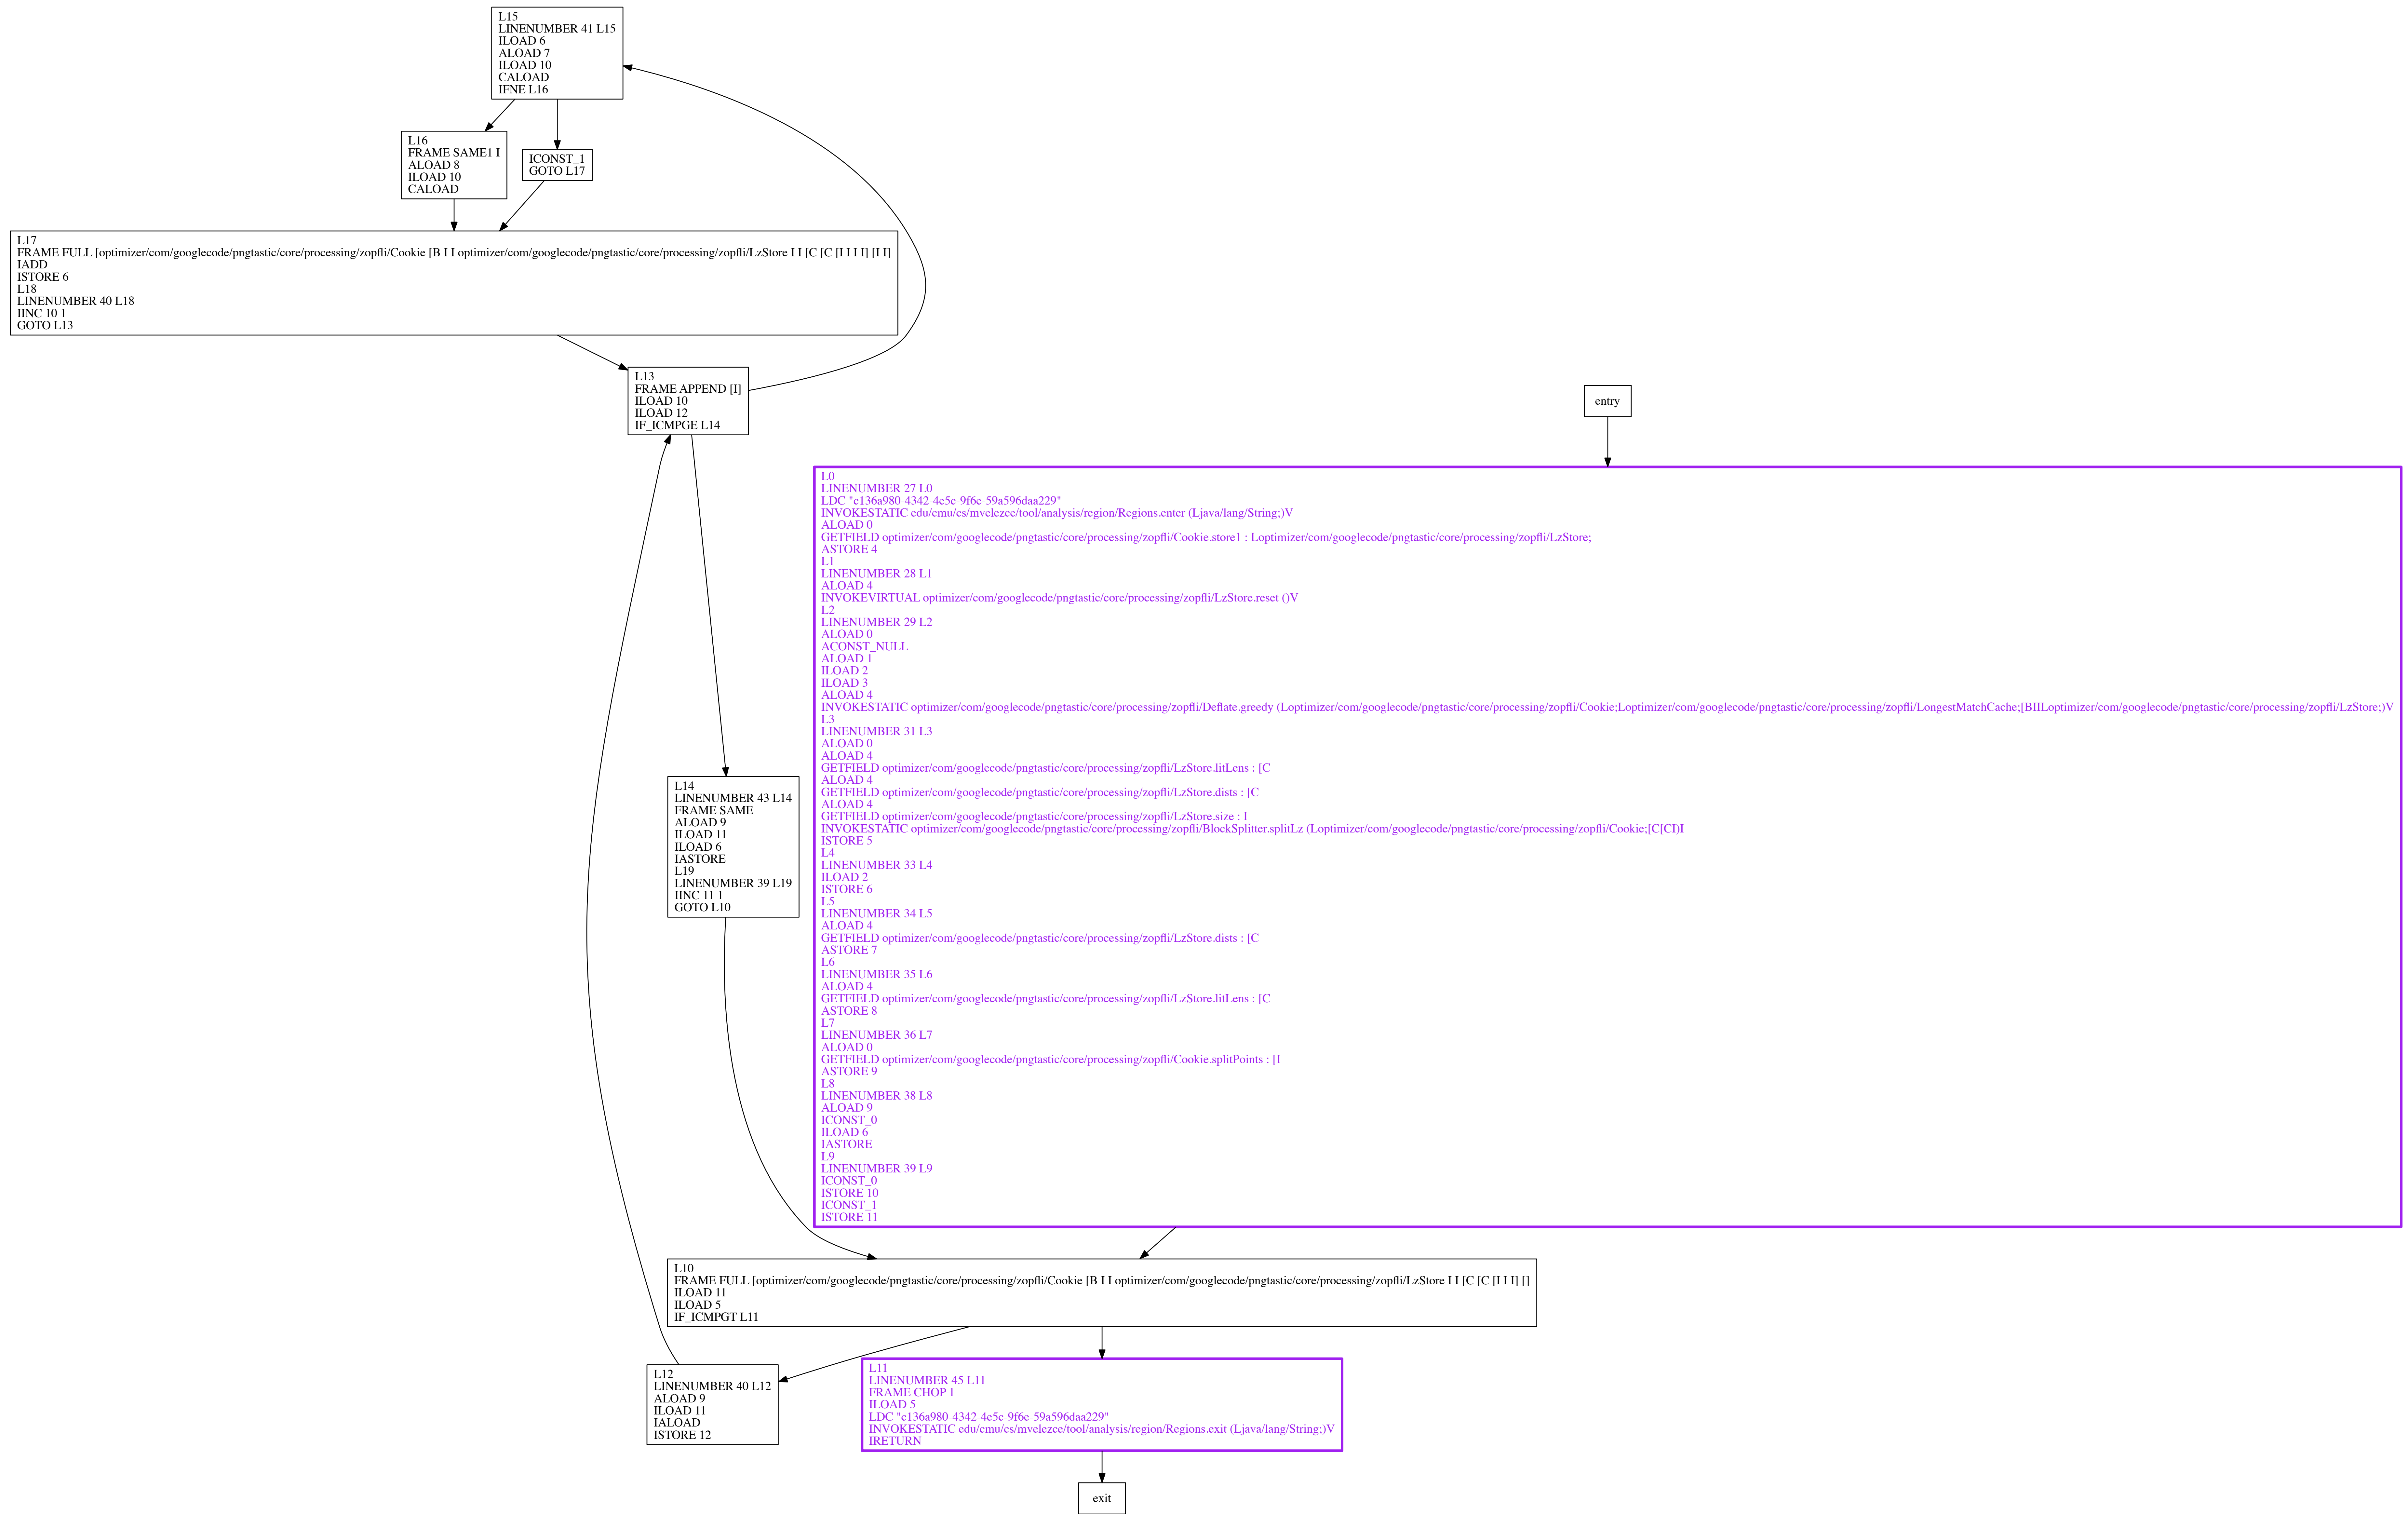 L15
LINENUMBER 41 L15
ILOAD 6
ALOAD 7
ILOAD 10
CALOAD
IFNE L16
L16
FRAME SAME1 I
ALOAD 8
ILOAD 10
CALOAD
ICONST_1
GOTO L17
L17
FRAME FULL [optimizer/com/googlecode/pngtastic/core/processing/zopfli/Cookie [B I I optimizer/com/googlecode/pngtastic/core/processing/zopfli/LzStore I I [C [C [I I I I] [I I]
IADD
ISTORE 6
L18
LINENUMBER 40 L18
IINC 10 1
GOTO L13
L13
FRAME APPEND [I]
ILOAD 10
ILOAD 12
IF_ICMPGE L14
entry
L0
LINENUMBER 27 L0
LDC "c136a980-4342-4e5c-9f6e-59a596daa229"
INVOKESTATIC edu/cmu/cs/mvelezce/tool/analysis/region/Regions.enter (Ljava/lang/String;)V
ALOAD 0
GETFIELD optimizer/com/googlecode/pngtastic/core/processing/zopfli/Cookie.store1 : Loptimizer/com/googlecode/pngtastic/core/processing/zopfli/LzStore;
ASTORE 4
L1
LINENUMBER 28 L1
ALOAD 4
INVOKEVIRTUAL optimizer/com/googlecode/pngtastic/core/processing/zopfli/LzStore.reset ()V
L2
LINENUMBER 29 L2
ALOAD 0
ACONST_NULL
ALOAD 1
ILOAD 2
ILOAD 3
ALOAD 4
INVOKESTATIC optimizer/com/googlecode/pngtastic/core/processing/zopfli/Deflate.greedy (Loptimizer/com/googlecode/pngtastic/core/processing/zopfli/Cookie;Loptimizer/com/googlecode/pngtastic/core/processing/zopfli/LongestMatchCache;[BIILoptimizer/com/googlecode/pngtastic/core/processing/zopfli/LzStore;)V
L3
LINENUMBER 31 L3
ALOAD 0
ALOAD 4
GETFIELD optimizer/com/googlecode/pngtastic/core/processing/zopfli/LzStore.litLens : [C
ALOAD 4
GETFIELD optimizer/com/googlecode/pngtastic/core/processing/zopfli/LzStore.dists : [C
ALOAD 4
GETFIELD optimizer/com/googlecode/pngtastic/core/processing/zopfli/LzStore.size : I
INVOKESTATIC optimizer/com/googlecode/pngtastic/core/processing/zopfli/BlockSplitter.splitLz (Loptimizer/com/googlecode/pngtastic/core/processing/zopfli/Cookie;[C[CI)I
ISTORE 5
L4
LINENUMBER 33 L4
ILOAD 2
ISTORE 6
L5
LINENUMBER 34 L5
ALOAD 4
GETFIELD optimizer/com/googlecode/pngtastic/core/processing/zopfli/LzStore.dists : [C
ASTORE 7
L6
LINENUMBER 35 L6
ALOAD 4
GETFIELD optimizer/com/googlecode/pngtastic/core/processing/zopfli/LzStore.litLens : [C
ASTORE 8
L7
LINENUMBER 36 L7
ALOAD 0
GETFIELD optimizer/com/googlecode/pngtastic/core/processing/zopfli/Cookie.splitPoints : [I
ASTORE 9
L8
LINENUMBER 38 L8
ALOAD 9
ICONST_0
ILOAD 6
IASTORE
L9
LINENUMBER 39 L9
ICONST_0
ISTORE 10
ICONST_1
ISTORE 11
L14
LINENUMBER 43 L14
FRAME SAME
ALOAD 9
ILOAD 11
ILOAD 6
IASTORE
L19
LINENUMBER 39 L19
IINC 11 1
GOTO L10
L10
FRAME FULL [optimizer/com/googlecode/pngtastic/core/processing/zopfli/Cookie [B I I optimizer/com/googlecode/pngtastic/core/processing/zopfli/LzStore I I [C [C [I I I] []
ILOAD 11
ILOAD 5
IF_ICMPGT L11
L12
LINENUMBER 40 L12
ALOAD 9
ILOAD 11
IALOAD
ISTORE 12
L11
LINENUMBER 45 L11
FRAME CHOP 1
ILOAD 5
LDC "c136a980-4342-4e5c-9f6e-59a596daa229"
INVOKESTATIC edu/cmu/cs/mvelezce/tool/analysis/region/Regions.exit (Ljava/lang/String;)V
IRETURN
exit